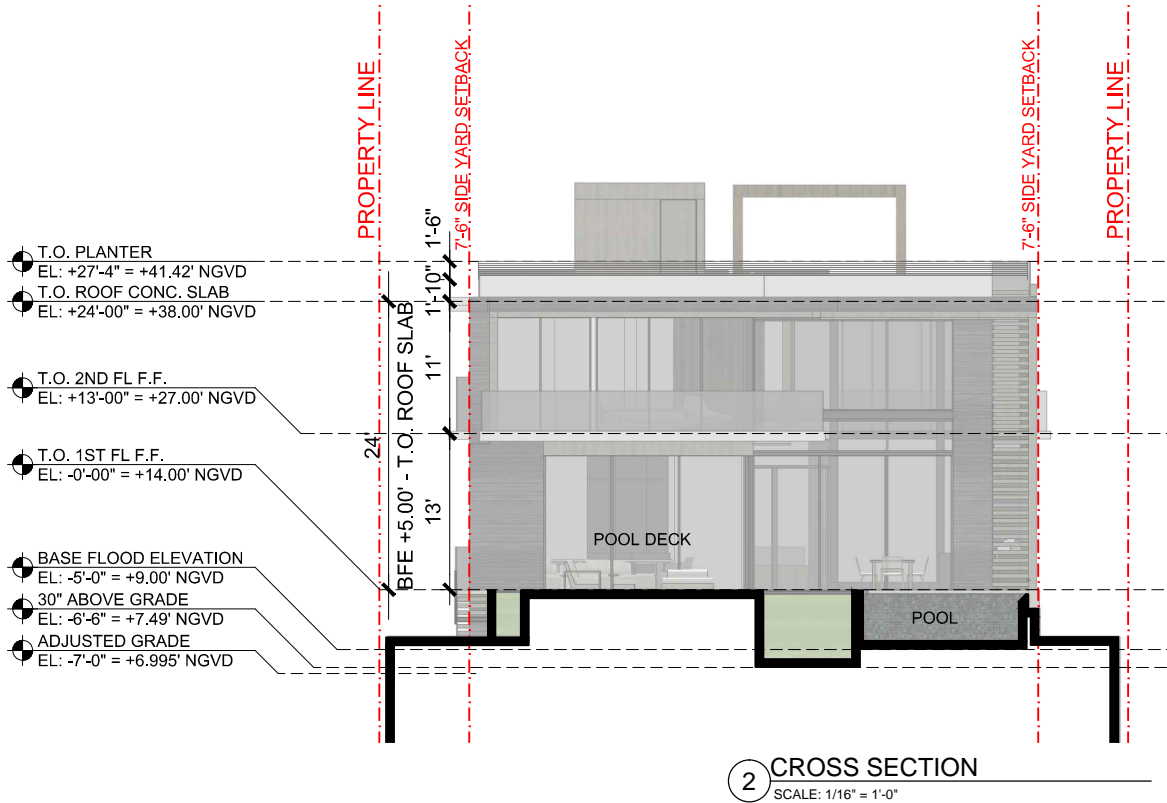 PROPERTY LINE
7'-6" SIDE YARD SETBACK
7'-6" SIDE YARD SETBACK
PROPERTY LINE
T.O. PLANTER
EL: +27'-4" = +41.42' NGVD
T.O. ROOF CONC. SLAB
EL: +24'-00" = +38.00' NGVD
T.O. 2ND FL F.F.
EL: +13'-00" = +27.00' NGVD
T.O. 1ST FL F.F.
EL: -0'-00" = +14.00' NGVD
BASE FLOOD ELEVATION
EL: -5'-0" = +9.00' NGVD
30" ABOVE GRADE
EL: -6'-6" = +7.49' NGVD
ADJUSTED GRADE
EL: -7'-0" = +6.995' NGVD
24'
BFE +5.00' - T.O. ROOF SLAB
1'-6"
1'-10"
11'
13'
POOL DECK
POOL
2
CROSS SECTION
SCALE: 1/16" = 1'-0"